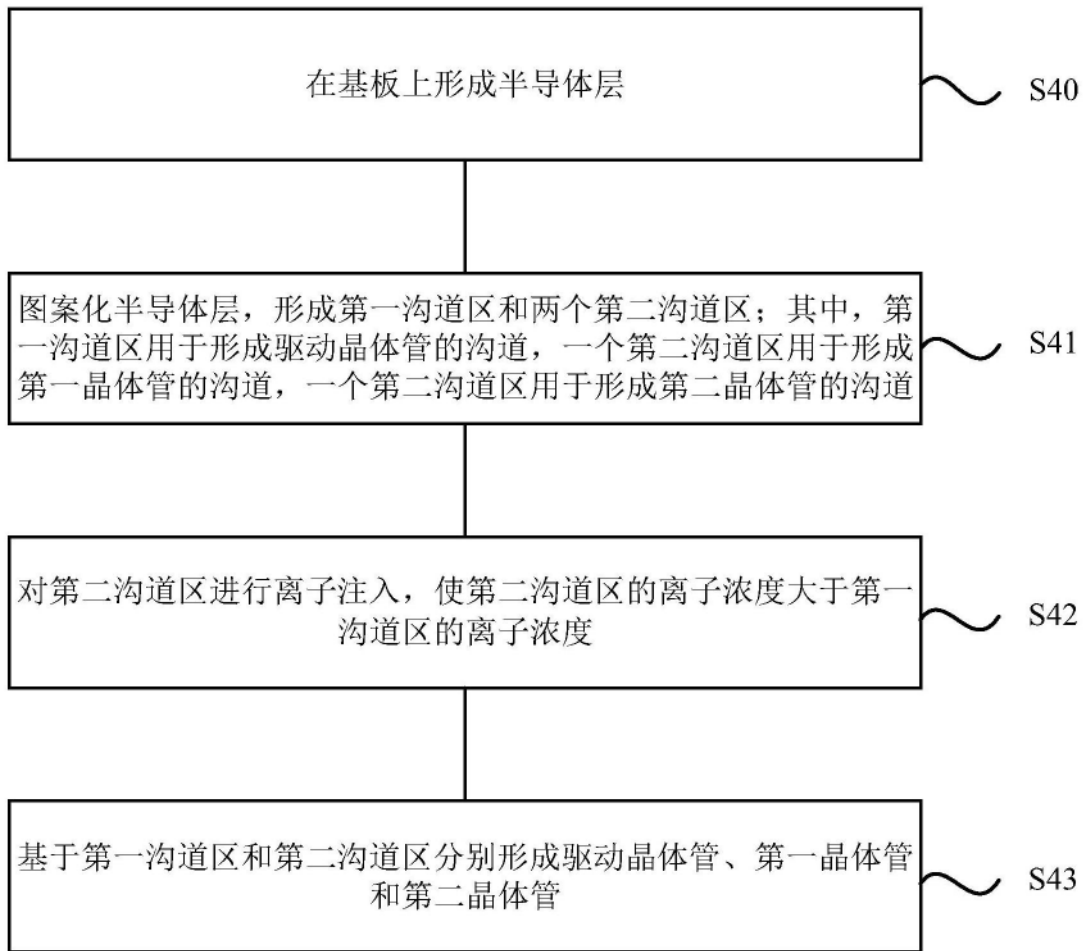 在基板上形成半导体层
S40
图案化半导体层，形成第一沟道区和两个第二沟道区；其中，第
一沟道区用于形成驱动晶体管的沟道，一个第二沟道区用于形成
第一晶体管的沟道，一个第二沟道区用于形成第二晶体管的沟道
S41
对第二沟道区进行离子注入，使第二沟道区的离子浓度大于第一
沟道区的离子浓度
S42
基于第一沟道区和第二沟道区分别形成驱动晶体管、第一晶体管
和第二晶体管
S43